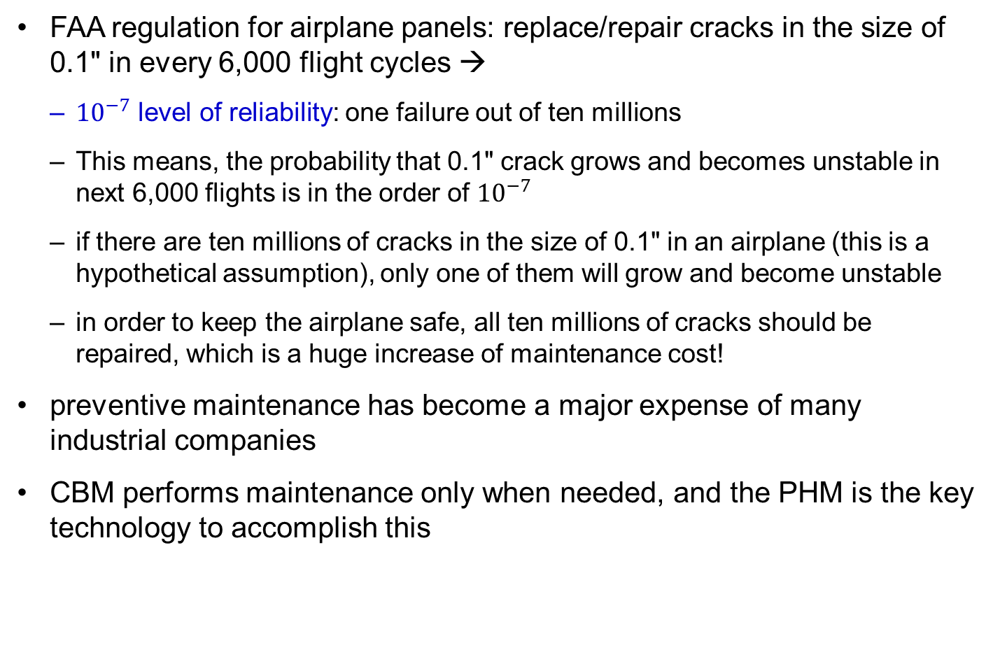 • FAA regulation for airplane panels: replace/repair cracks in the size of
0.1" in every 6,000 flight cycles →
– 10⁻⁷ level of reliability: one failure out of ten millions
– This means, the probability that 0.1" crack grows and becomes unstable in
next 6,000 flights is in the order of 10⁻⁷
– if there are ten millions of cracks in the size of 0.1" in an airplane (this is a
hypothetical assumption), only one of them will grow and become unstable
– in order to keep the airplane safe, all ten millions of cracks should be
repaired, which is a huge increase of maintenance cost!
• preventive maintenance has become a major expense of many
industrial companies
• CBM performs maintenance only when needed, and the PHM is the key
technology to accomplish this